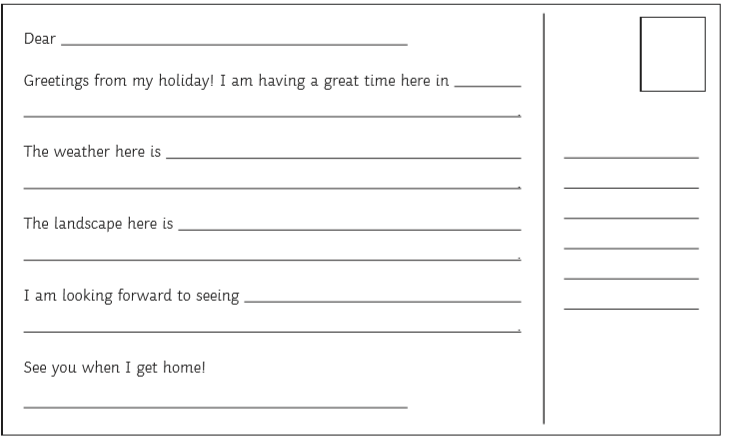 Dear
Greetings from my holiday! I am having a great time here in
.
The weather here is
.
The landscape here is
.
I am looking forward to seeing
.
See you when I get home!